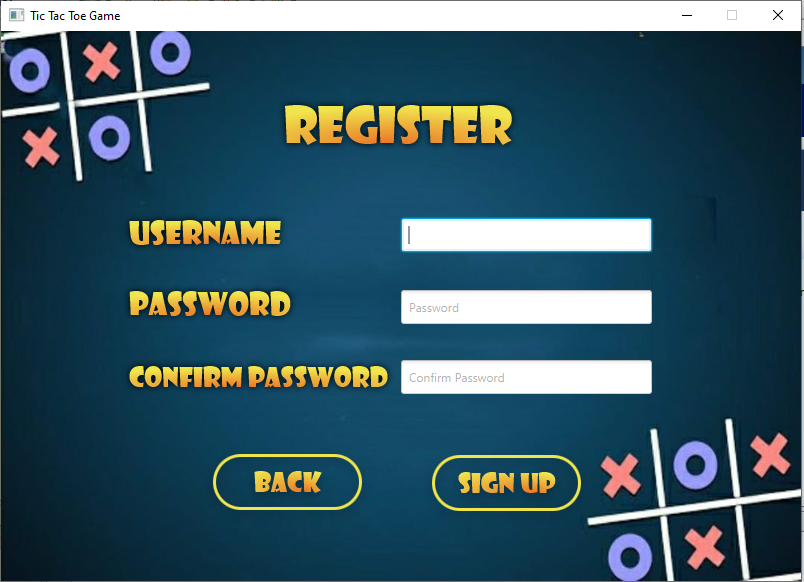 Tic Tac Toe Game
REGISTER
USERNAME
PASSWORD Password
CONFIRM PASSWORD Confirm Password
BACK SIGN UP